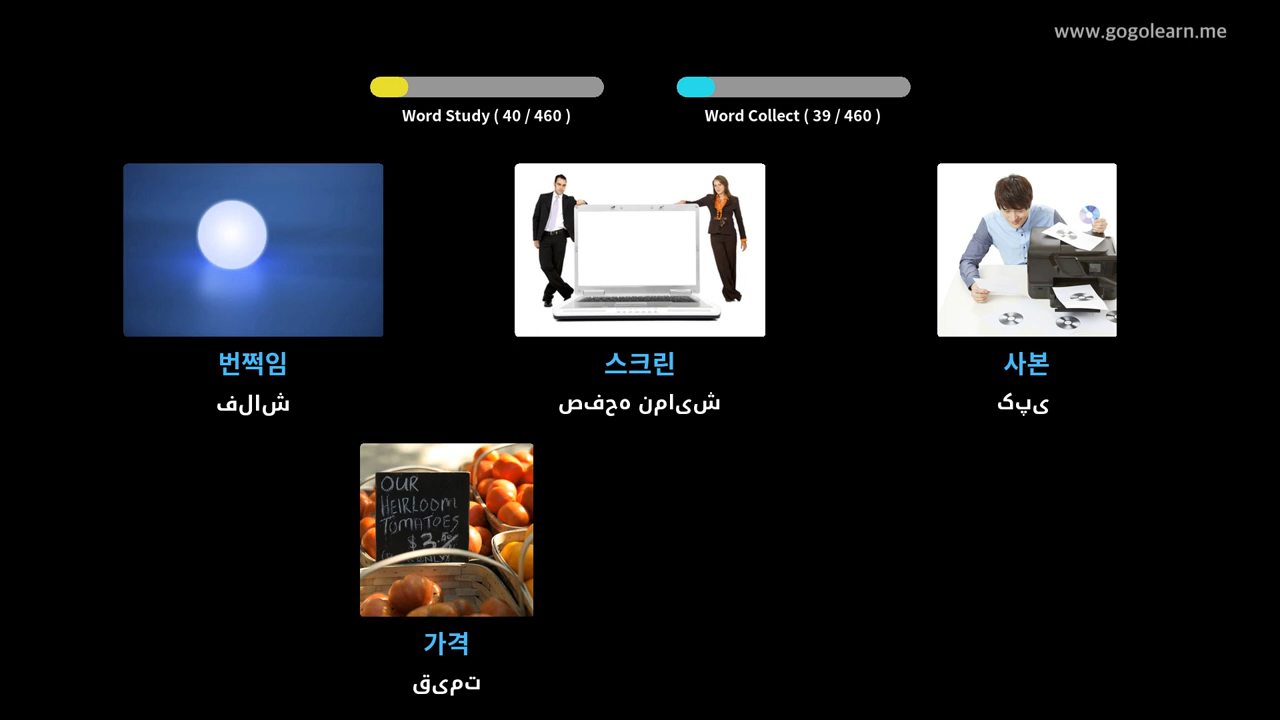 www.gogolearn.me
Word Study ( 40 / 460 )
Word Collect ( 39 / 460 )
번쩍임
스크린
사본
فلاش
صفحه نمایش
کپی
OUR
HEIRLOOM
TOMATOES
가격
قیمت